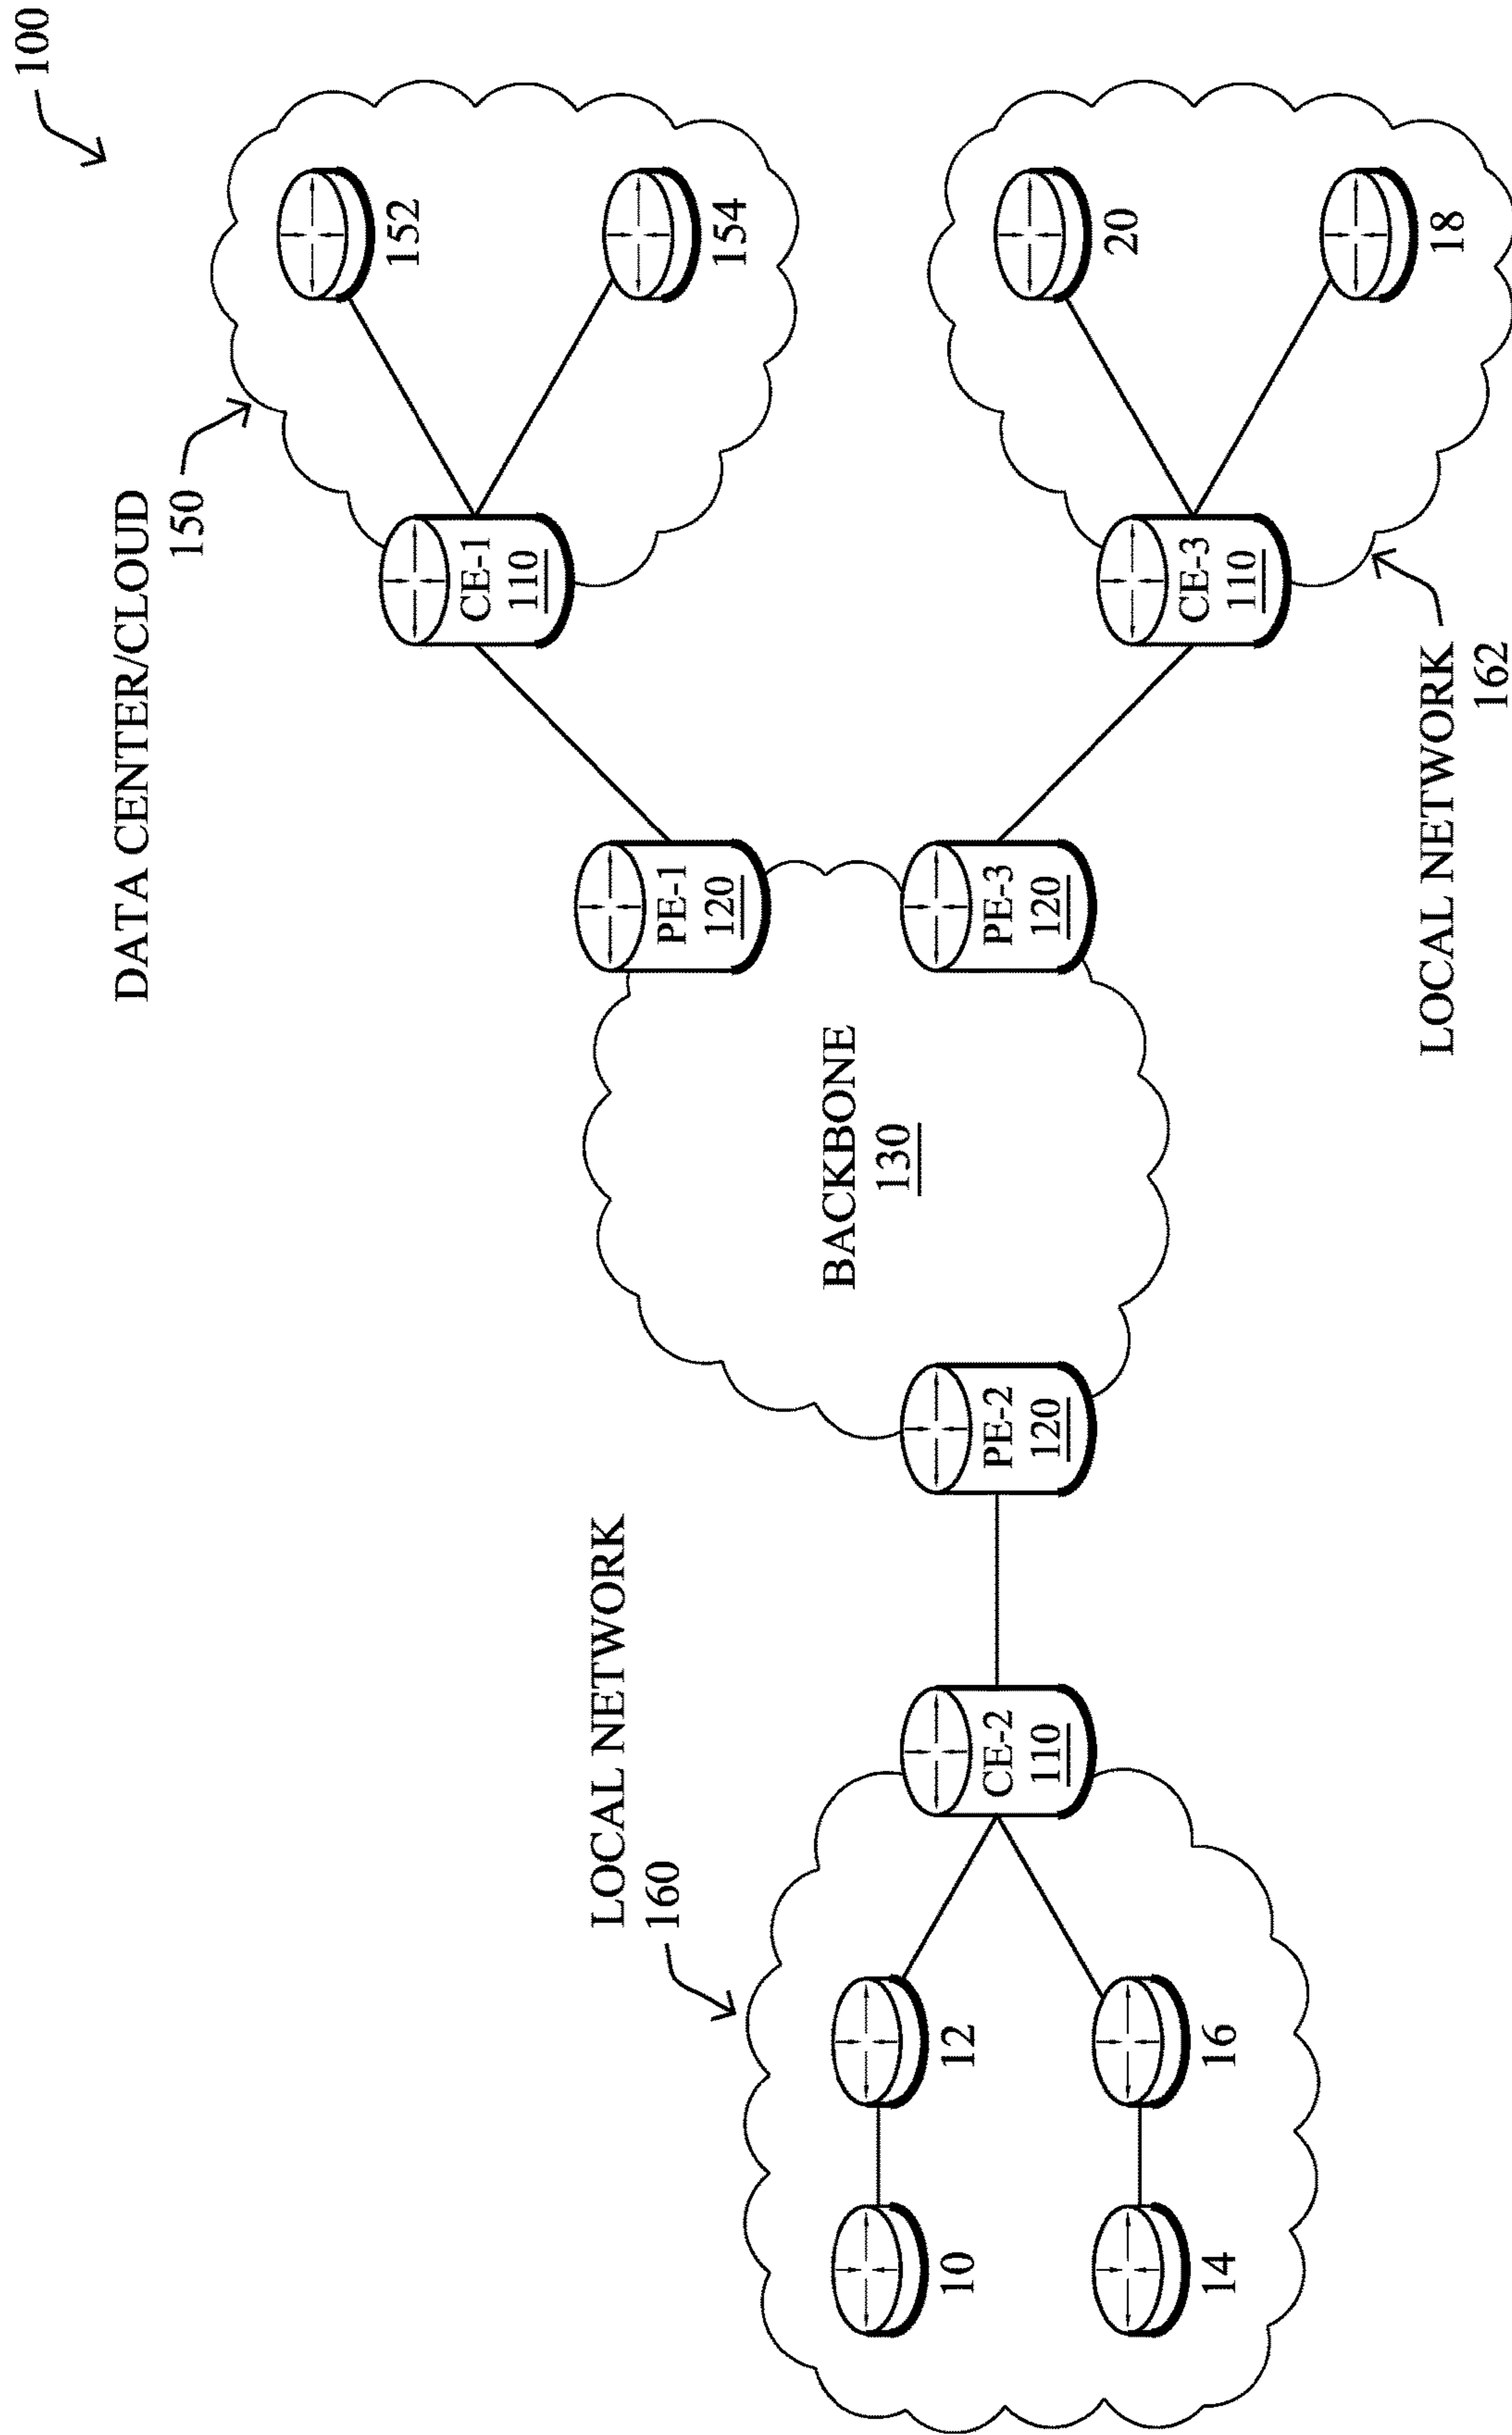 100
DATA CENTER/CLOUD
150
CE-1
110
152
154
PE-1
120
BACKBONE
130
LOCAL NETWORK
160
10
12
14
16
CE-2
110
PE-2
120
PE-3
120
CE-3
110
20
18
LOCAL NETWORK
162